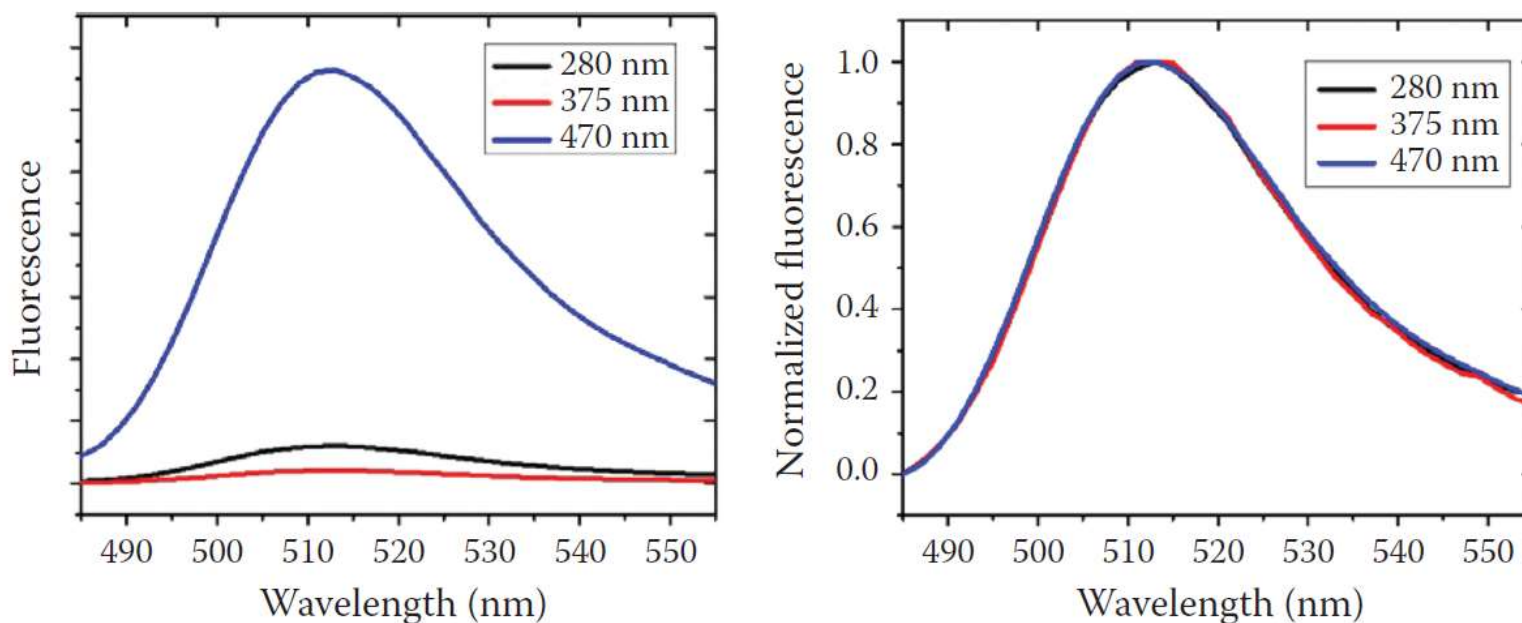 Fluorescence
280 nm
375 nm
470 nm
490 500 510 520 530 540 550
Wavelength (nm)
Normalized fluorescence
1.0
0.8
0.6
0.4
0.2
0.0
280 nm
375 nm
470 nm
490 500 510 520 530 540 550
Wavelength (nm)